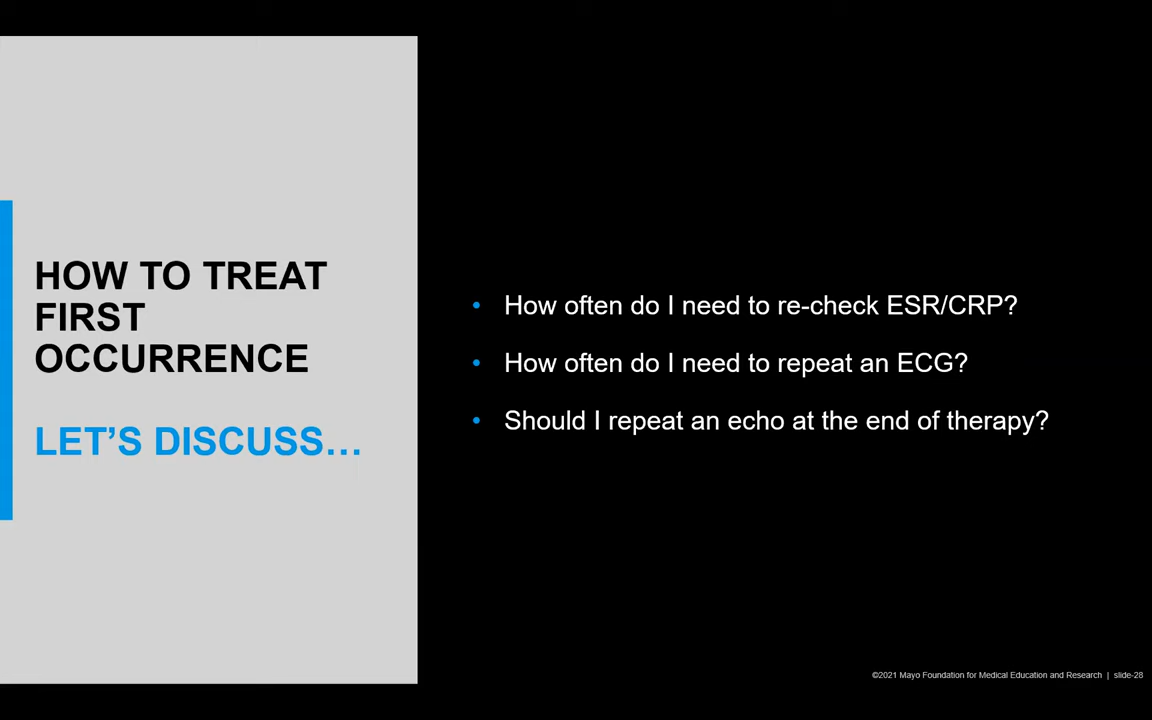 HOW TO TREAT
FIRST
OCCURRENCE
LET’S DISCUSS…
• How often do I need to re-check ESR/CRP?
• How often do I need to repeat an ECG?
• Should I repeat an echo at the end of therapy?
©2021 Mayo Foundation for Medical Education and Research | slide-28